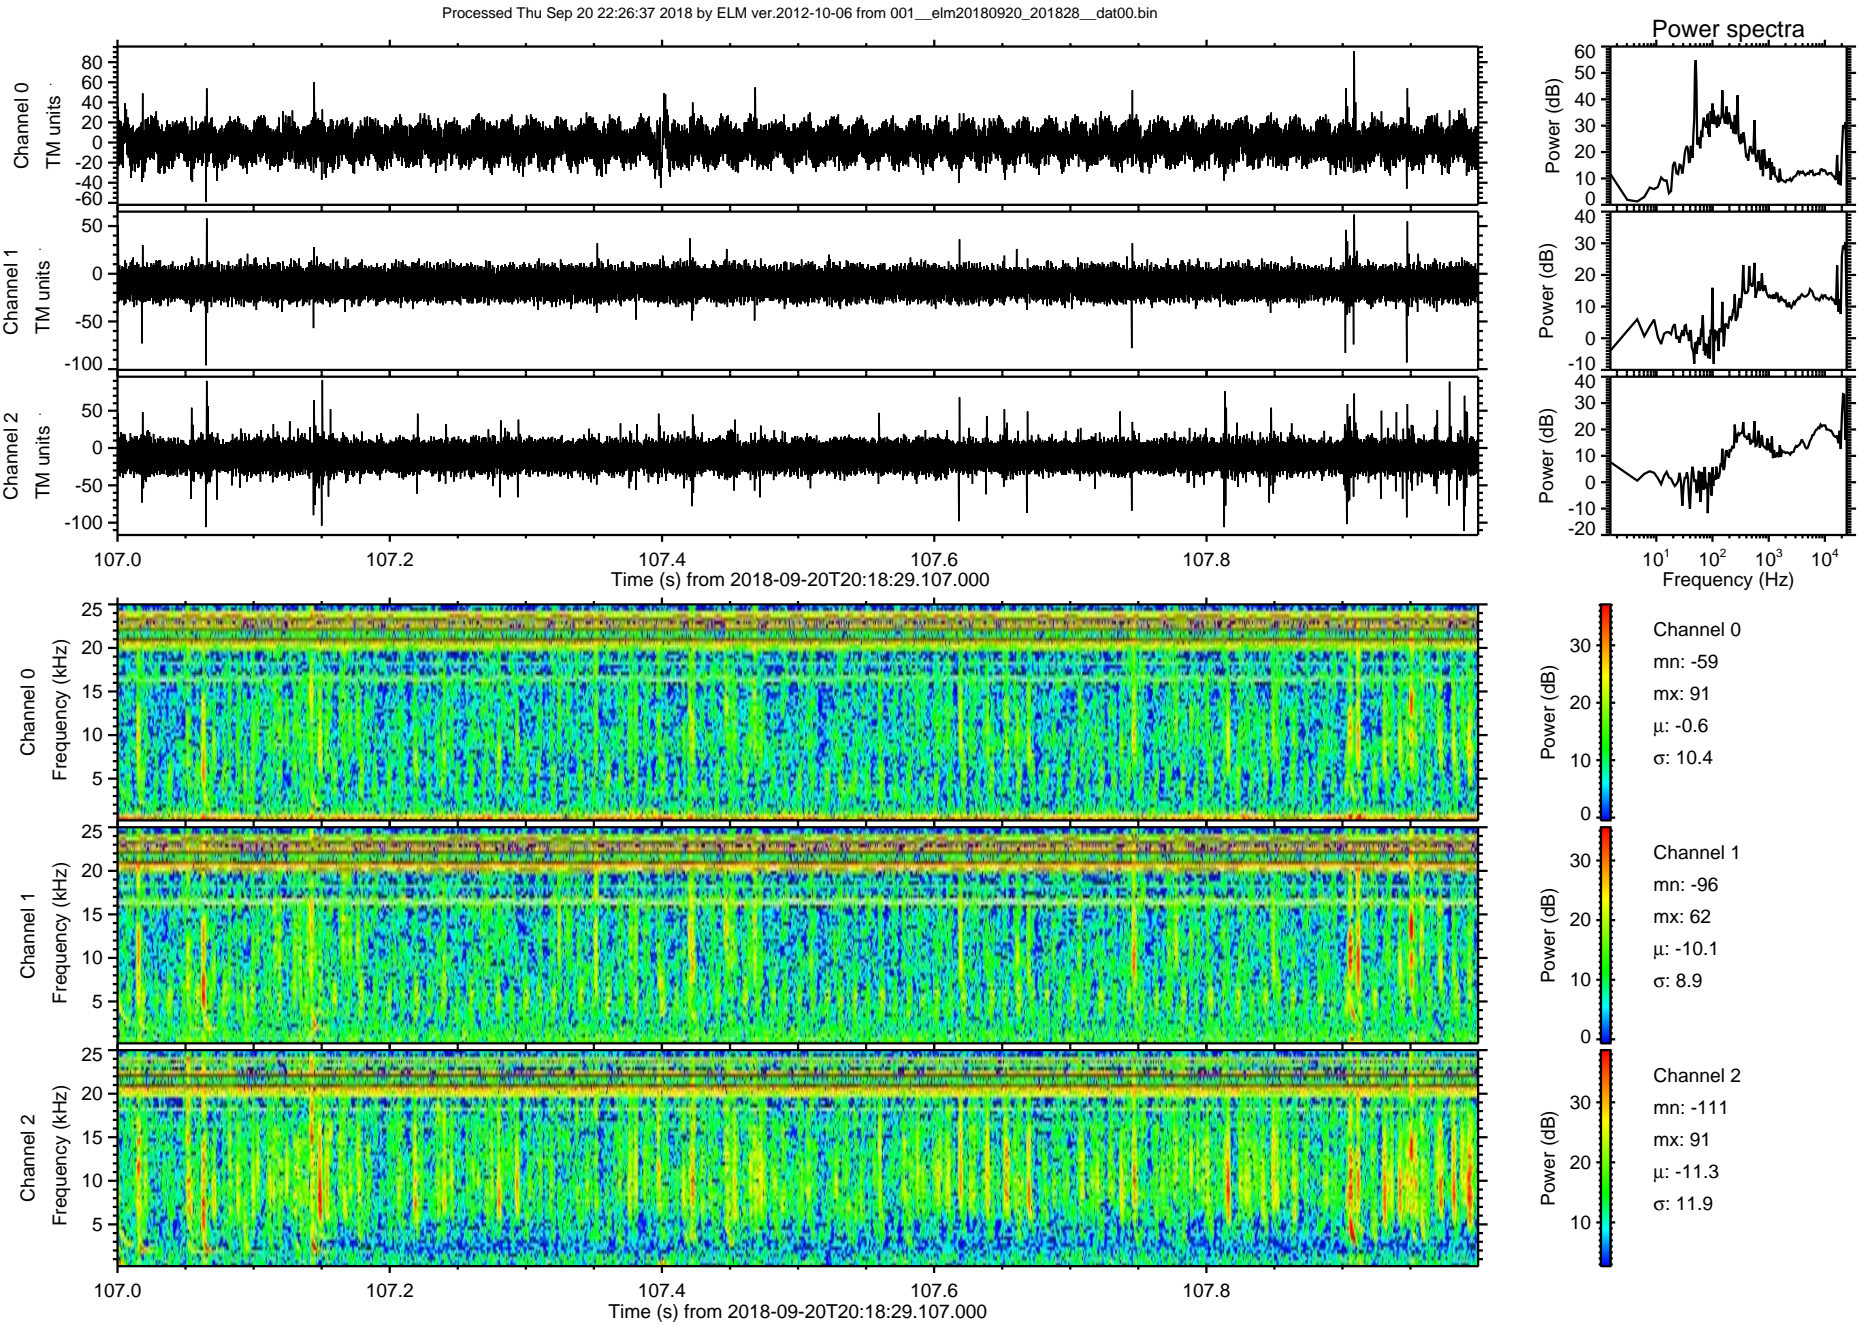 Processed Thu Sep 20 22:26:37 2018 by ELM ver.2012-10-06 from 001__elm20180920_201828__dat00.bin
Power spectra
Channel 0
TM units
80
60
40
20
0
-20
-40
-60
Power (dB)
60
50
40
30
20
10
0
Channel 1
TM units
50
0
-50
-100
Power (dB)
40
30
20
10
0
-10
Channel 2
TM units
50
0
-50
-100
Power (dB)
40
30
20
10
0
-10
-20
107.0 107.2 107.4 107.6 107.8
Time (s) from 2018-09-20T20:18:29.107.000
10^1 10^2 10^3 10^4
Frequency (Hz)
Channel 0
Frequency (kHz)
25
20
15
10
5
Power (dB)
30
20
10
0
Channel 0
mn: -59
mx: 91
µ: -0.6
σ: 10.4
Channel 1
Frequency (kHz)
25
20
15
10
5
Power (dB)
30
20
10
0
Channel 1
mn: -96
mx: 62
µ: -10.1
σ: 8.9
Channel 2
Frequency (kHz)
25
20
15
10
5
Power (dB)
30
20
10
Channel 2
mn: -111
mx: 91
µ: -11.3
σ: 11.9
107.0 107.2 107.4 107.6 107.8
Time (s) from 2018-09-20T20:18:29.107.000